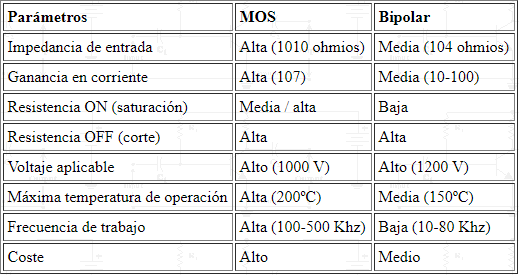 Parámetros MOS Bipolar
Impedancia de entrada Alta (1010 ohmios) Media (104 ohmios)
Ganancia en corriente Alta (107) Media (10-100)
Resistencia ON (saturación) Media / alta Baja
Resistencia OFF (corte) Alta Alta
Voltaje aplicable Alto (1000 V) Alto (1200 V)
Máxima temperatura de operación Alta (200ºC) Media (150ºC)
Frecuencia de trabajo Alta (100-500 Khz) Baja (10-80 Khz)
Coste Alto Medio